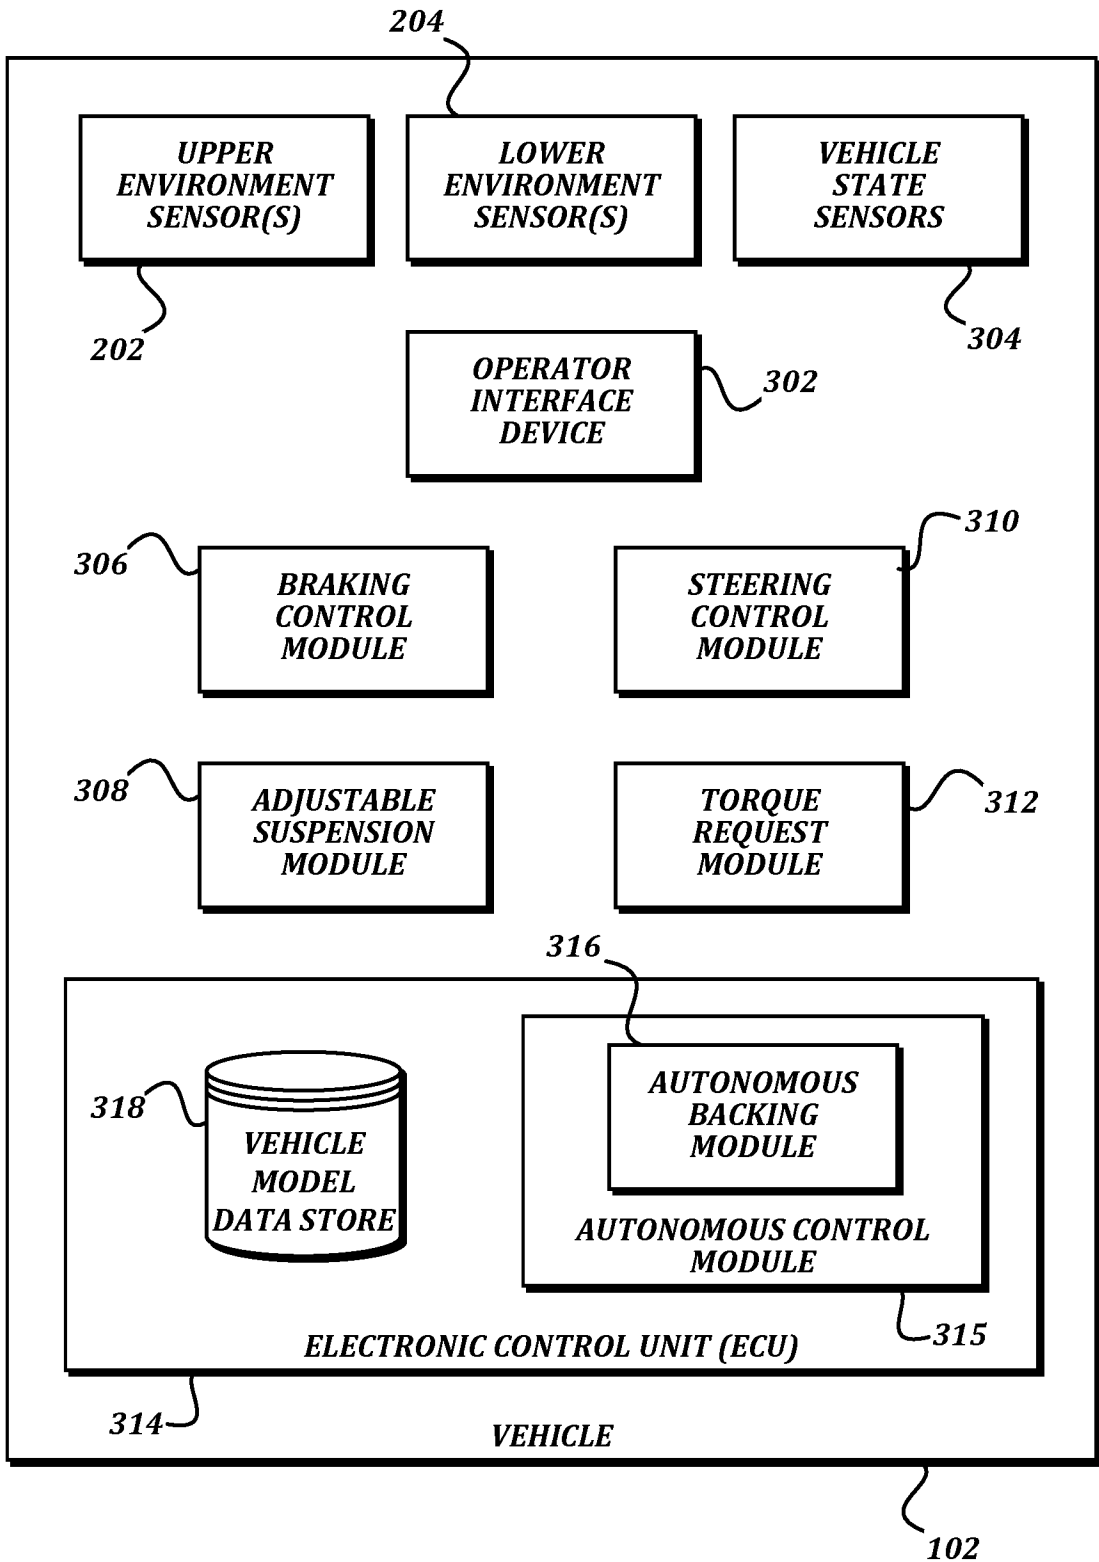 204
UPPER
ENVIRONMENT
SENSOR(S)
LOWER
ENVIRONMENT
SENSOR(S)
VEHICLE
STATE
SENSORS
202
304
OPERATOR
INTERFACE
DEVICE
302
306
BRAKING
CONTROL
MODULE
310
STEERING
CONTROL
MODULE
308
ADJUSTABLE
SUSPENSION
MODULE
312
TORQUE
REQUEST
MODULE
316
318
VEHICLE
MODEL
DATA STORE
AUTONOMOUS
BACKING
MODULE
AUTONOMOUS CONTROL
MODULE
315
ELECTRONIC CONTROL UNIT (ECU)
314
VEHICLE
102